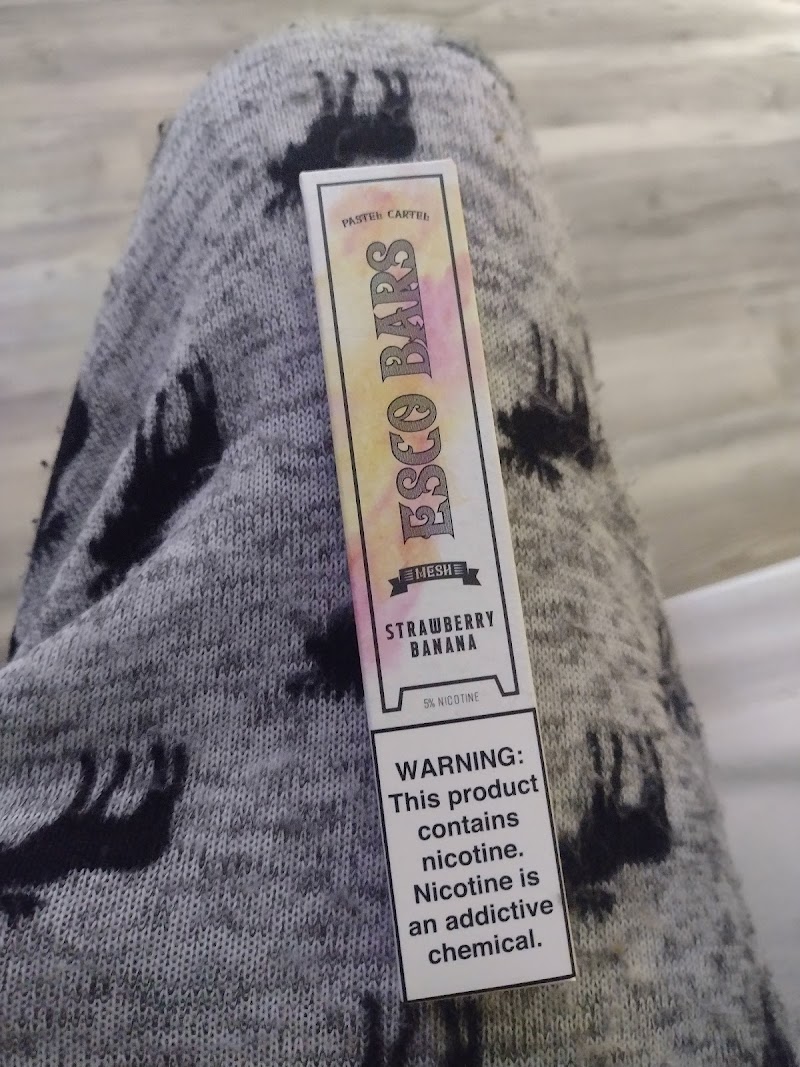 PASTEL CARTEL
ESCO BARS
MESH
STRAWBERRY
BANANA
5% NICOTINE
WARNING:
This product
contains
nicotine.
Nicotine is
an addictive
chemical.